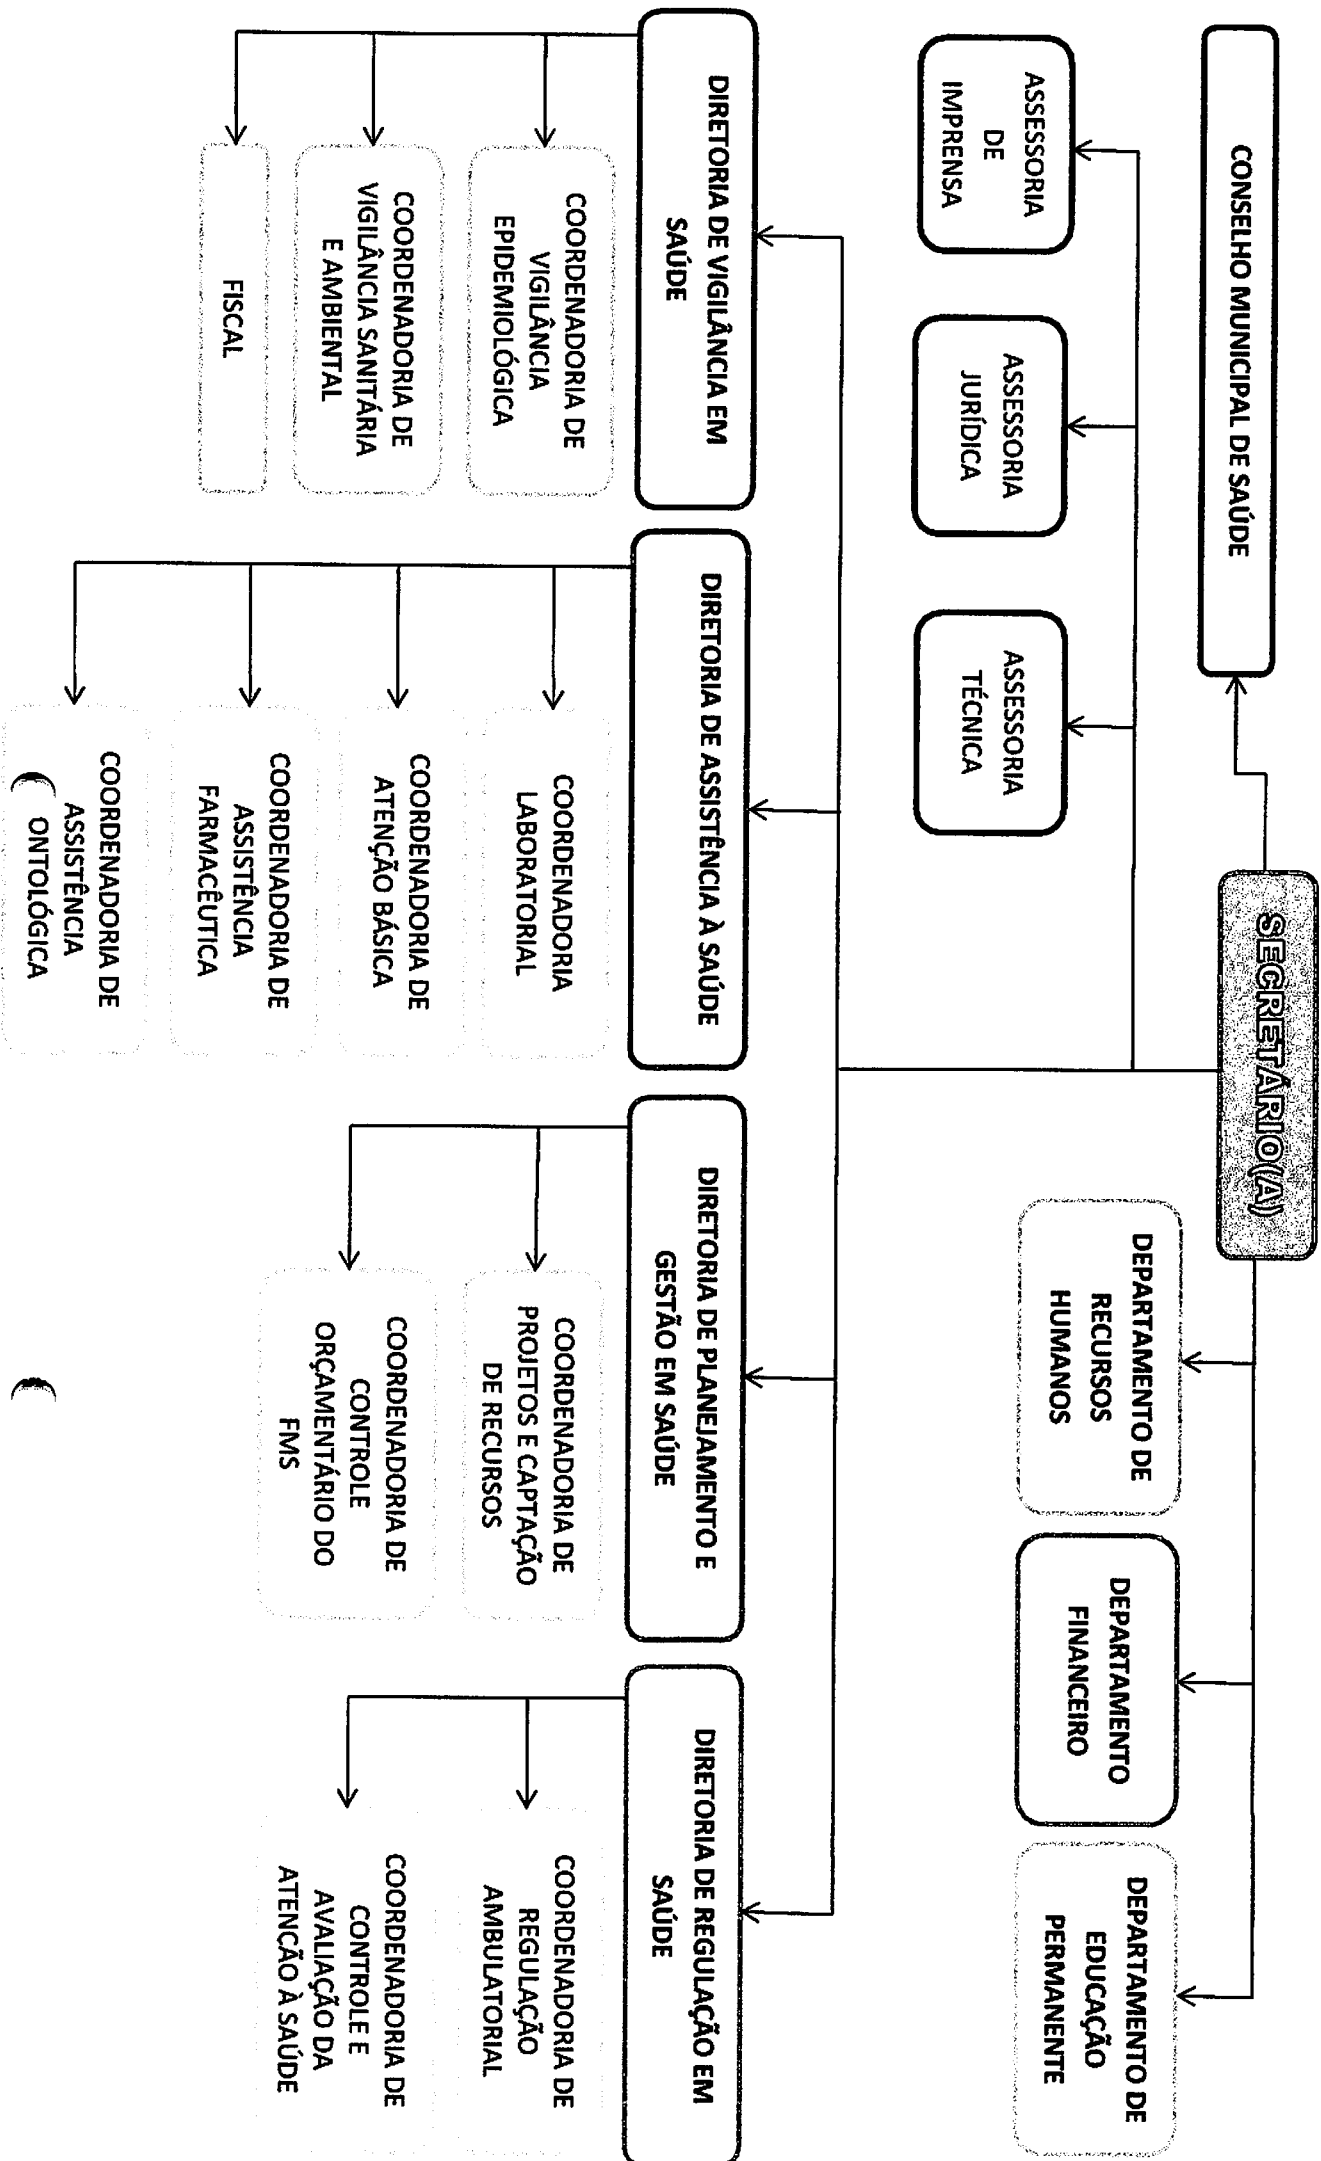 SECRETÁRIO(A)
CONSELHO MUNICIPAL DE SAÚDE
ASSESSORIA
DE
IMPRENSA
ASSESSORIA
JURÍDICA
ASSESSORIA
TÉCNICA
DEPARTAMENTO DE
RECURSOS
HUMANOS
DEPARTAMENTO
FINANCEIRO
DEPARTAMENTO DE
EDUCAÇÃO
PERMANENTE
DIRETORIA DE VIGILÂNCIA EM
SAÚDE
COORDENADORIA DE
VIGILÂNCIA
EPIDEMIOLÓGICA
COORDENADORIA DE
VIGILÂNCIA SANITÁRIA
E AMBIENTAL
FISCAL
DIRETORIA DE ASSISTÊNCIA À SAÚDE
COORDENADORIA
LABORATORIAL
COORDENADORIA DE
ATENÇÃO BÁSICA
COORDENADORIA DE
ASSISTÊNCIA
FARMACÊUTICA
COORDENADORIA DE
ASSISTÊNCIA
ONTOLÓGICA
DIRETORIA DE PLANEJAMENTO E
GESTÃO EM SAÚDE
COORDENADORIA DE
PROJETOS E CAPTAÇÃO
DE RECURSOS
COORDENADORIA DE
CONTROLE
ORÇAMENTÁRIO DO
FMS
DIRETORIA DE REGULAÇÃO EM
SAÚDE
COORDENADORIA DE
REGULAÇÃO
AMBULATORIAL
COORDENADORIA DE
CONTROLE E
AVALIAÇÃO DA
ATENÇÃO À SAÚDE